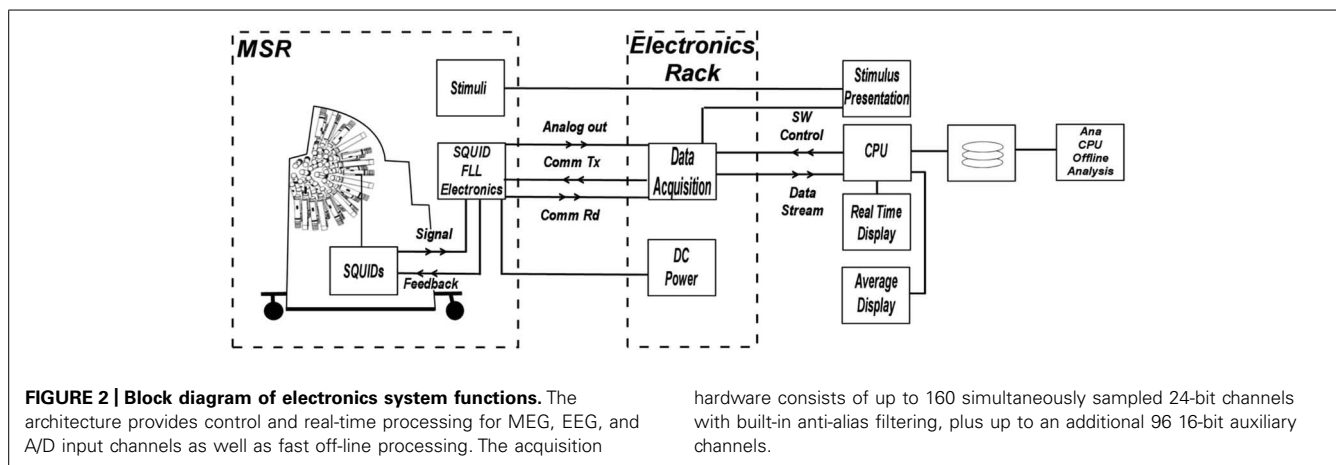 MSR
Electronics
Rack
Stimuli
Stimulus
Presentation
Analog out
SW
Control
SQUID
FLL
Electronics
Comm Tx
Data
Acquisition
CPU
Ana
CPU
Offline
Analysis
Comm Rd
Data
Stream
Real Time
Display
Signal
SQUIDs
Feedback
DC
Power
Average
Display
FIGURE 2 | Block diagram of electronics system functions. The
architecture provides control and real-time processing for MEG, EEG, and
A/D input channels as well as fast off-line processing. The acquisition
hardware consists of up to 160 simultaneously sampled 24-bit channels
with built-in anti-alias filtering, plus up to an additional 96 16-bit auxiliary
channels.